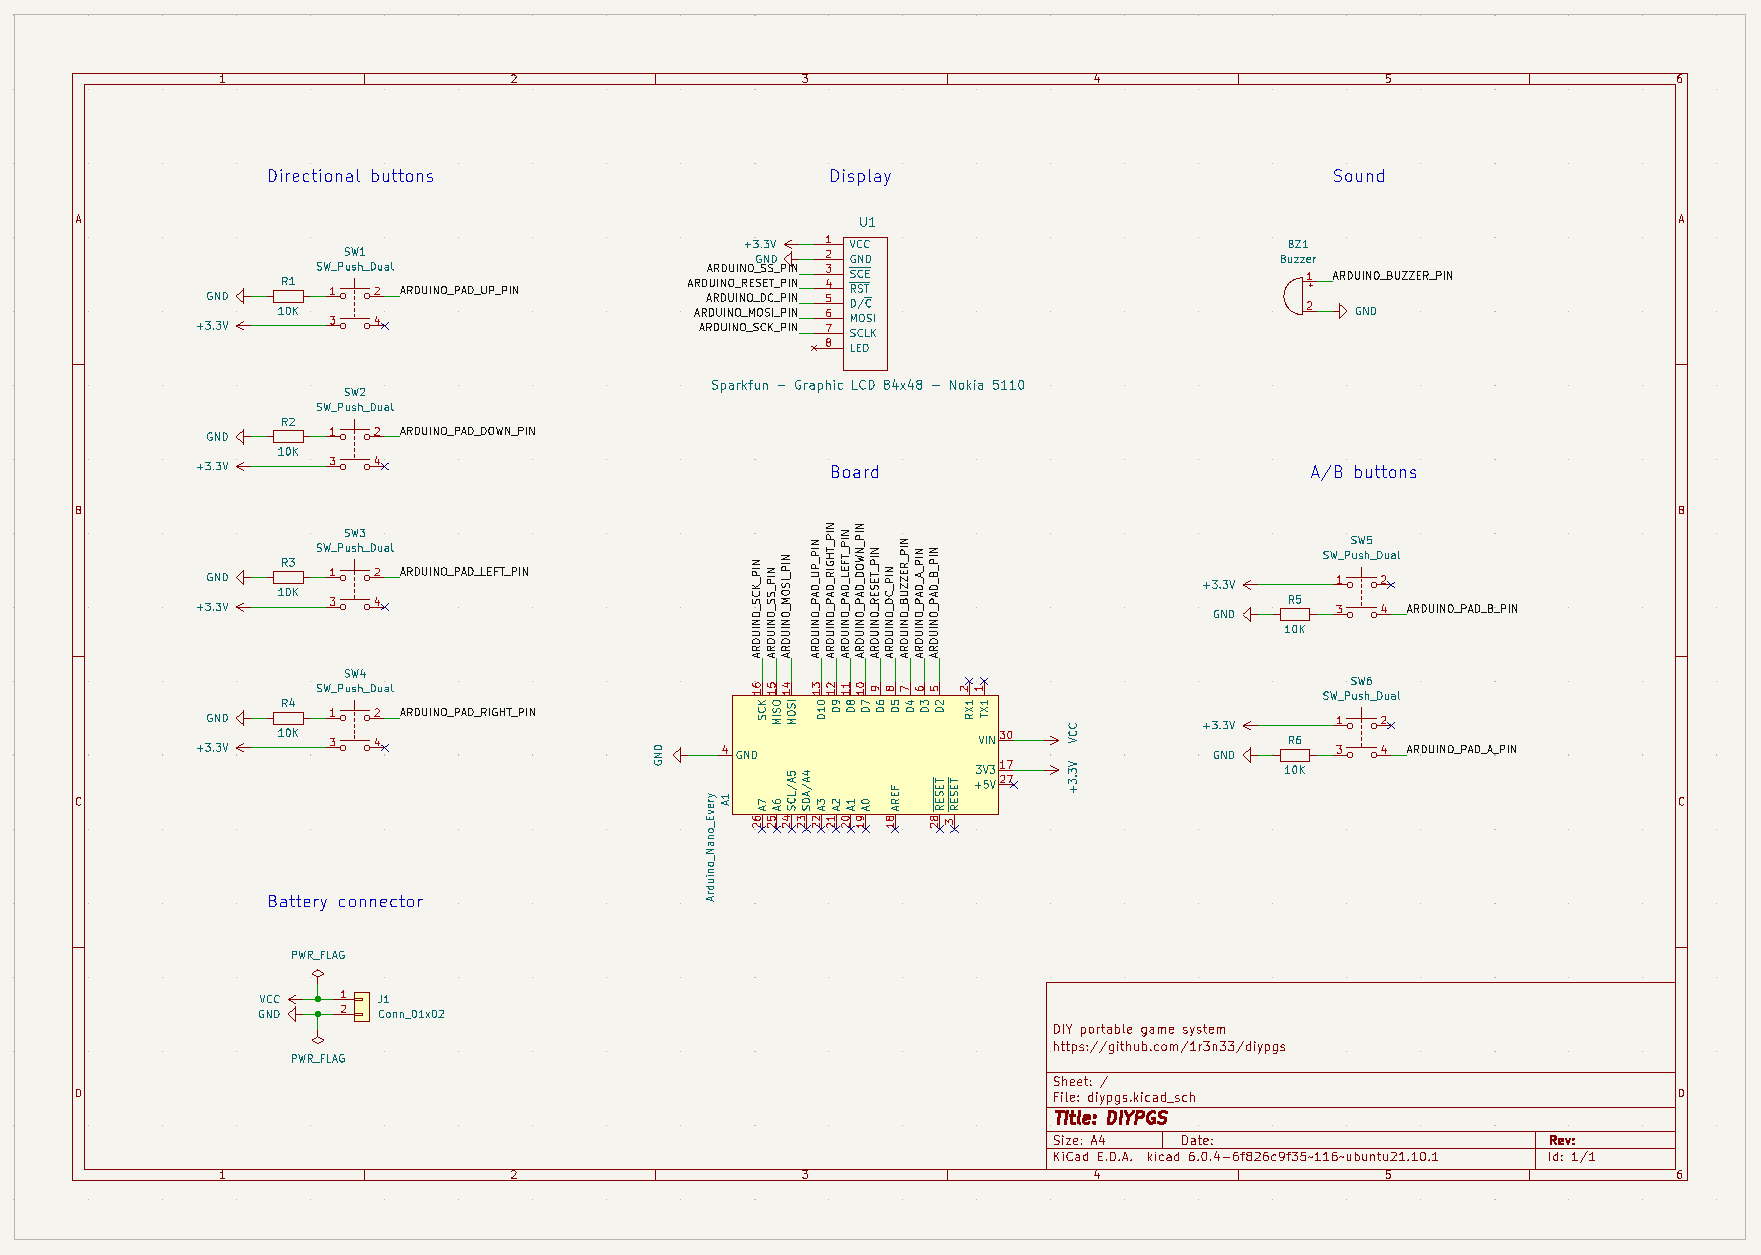 1 2 3 4 5 6
A
B
C
D
A
B
C
D
1 2 3 4 5 6
Directional buttons
SW1
SW_Push_Dual
R1
GND
10K
1 2
ARDUINO_PAD_UP_PIN
+3.3V
3 4
SW2
SW_Push_Dual
R2
GND
10K
1 2
ARDUINO_PAD_DOWN_PIN
+3.3V
3 4
SW3
SW_Push_Dual
R3
GND
10K
1 2
ARDUINO_PAD_LEFT_PIN
+3.3V
3 4
SW4
SW_Push_Dual
R4
GND
10K
1 2
ARDUINO_PAD_RIGHT_PIN
+3.3V
3 4
Battery connector
PWR_FLAG
VCC 1 J1
GND 2 Conn_01x02
PWR_FLAG
Display
U1
+3.3V 1 VCC
GND 2 GND
ARDUINO_SS_PIN 3 SCE
ARDUINO_RESET_PIN 4 RST
ARDUINO_DC_PIN 5 D/C
ARDUINO_MOSI_PIN 6 MOSI
ARDUINO_SCK_PIN 7 SCLK
8 LED
Sparkfun - Graphic LCD 84x48 - Nokia 5110
Board
ARDUINO_SCK_PIN 16 SCK
ARDUINO_SS_PIN 15 MISO
ARDUINO_MOSI_PIN 14 MOSI
ARDUINO_PAD_UP_PIN 13 D10
ARDUINO_PAD_RIGHT_PIN 12 D9
ARDUINO_PAD_LEFT_PIN 11 D8
ARDUINO_PAD_DOWN_PIN 10 D7
ARDUINO_RESET_PIN 9 D6
ARDUINO_DC_PIN 8 D5
ARDUINO_BUZZER_PIN 7 D4
ARDUINO_PAD_A_PIN 6 D3
ARDUINO_PAD_B_PIN 5 D2
2 RX1
1 TX1
GND 4 GND
VIN 30 VCC
3V3 17 +3.3V
+5V 27
A7 26
A6 25
SCL/A5 24
SDA/A4 23
A3 22
A2 21
A1 20
A0 19
AREF 18
RESET 28
RESET 3
A1
Arduino_Nano_Every
Sound
BZ1
Buzzer
1 ARDUINO_BUZZER_PIN
+
2 GND
A/B buttons
SW5
SW_Push_Dual
+3.3V
1 2
R5
GND
10K
3 4
ARDUINO_PAD_B_PIN
SW6
SW_Push_Dual
+3.3V
1 2
R6
GND
10K
3 4
ARDUINO_PAD_A_PIN
DIY portable game system
https://github.com/1r3n33/diypgs
Sheet: /
File: diypgs.kicad_sch
Title: DIYPGS
Size: A4 Date: Rev:
KiCad E.D.A. kicad 6.0.4-6f826c9f35~116~ubuntu21.10.1 Id: 1/1